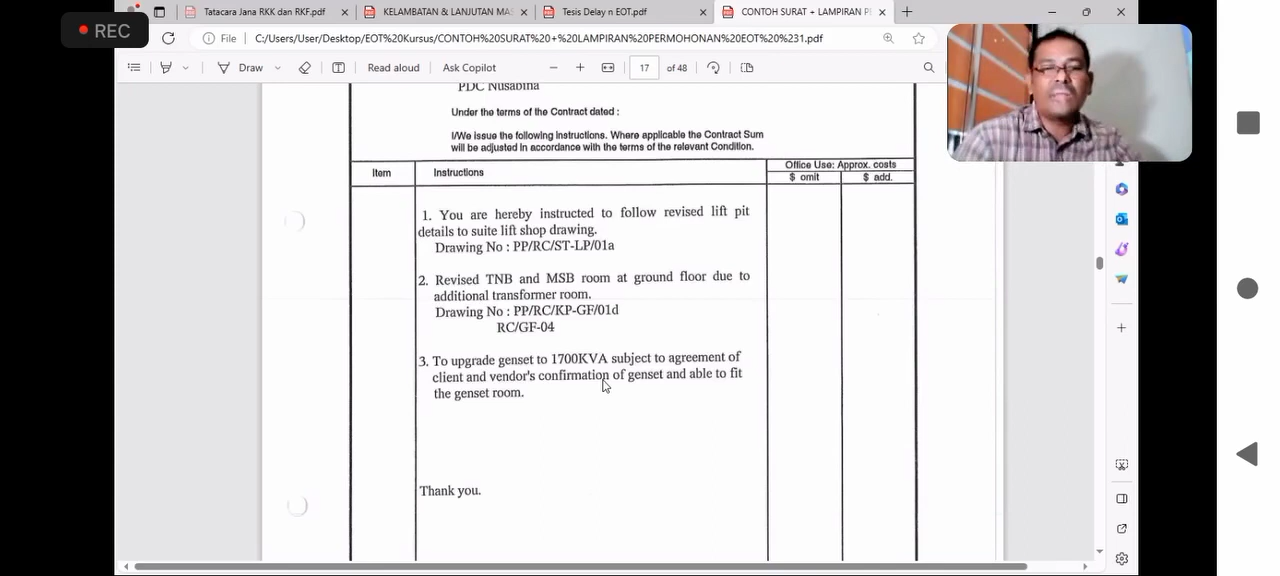 REC
Tatacara Jana RKK dan RKF.pdf
KELAMBATAN & LANJUTAN MAS
Tesis Delay n EOT.pdf
CONTOH SURAT + LAMPIRAN PE
File
C:/Users/User/Desktop/EOT%20Kursus/CONTOH%20SURAT%20+%20LAMPIRAN%20PERMOHONAN%20EOT%20%231.pdf
Draw
Read aloud
Ask Copilot
17
of 48
PDC Nusabina
Under the terms of the Contract dated :
I/We issue the following instructions. Where applicable the Contract Sum
will be adjusted in accordance with the terms of the relevant Condition.
Office Use: Approx. costs
Item
Instructions
$ omit
$ add.
1. You are hereby instructed to follow revised lift pit
details to suite lift shop drawing.
Drawing No : PP/RC/ST-LP/01a
2. Revised TNB and MSB room at ground floor due to
additional transformer room.
Drawing No : PP/RC/KP-GF/01d
RC/GF-04
3. To upgrade genset to 1700KVA subject to agreement of
client and vendor's confirmation of genset and able to fit
the genset room.
Thank you.